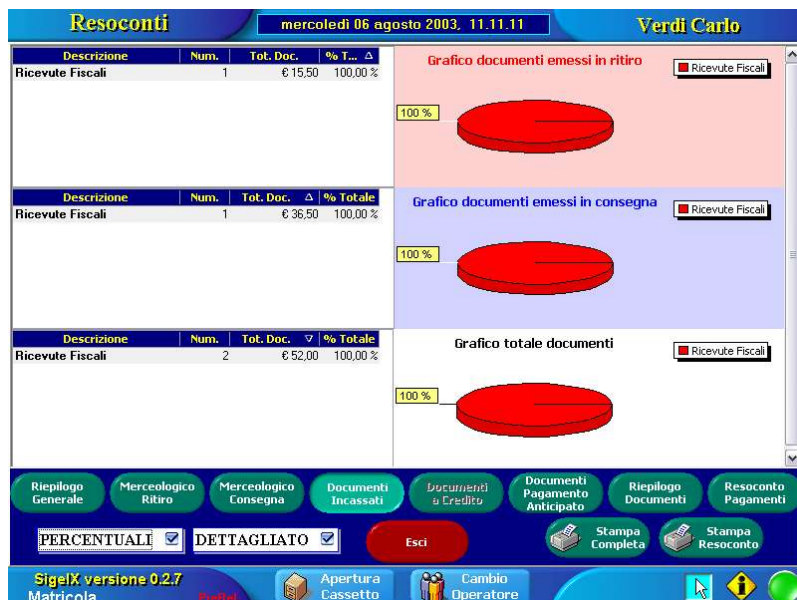 Resoconti
mercoledì 06 agosto 2003, 11.11.11
Verdi Carlo
Descrizione Num. Tot. Doc. % T...
Ricevute Fiscali 1 € 15,50 100,00 %
Grafico documenti emessi in ritiro
Ricevute Fiscali
100 %
Descrizione Num. Tot. Doc. % Totale
Ricevute Fiscali 1 € 36,50 100,00 %
Grafico documenti emessi in consegna
Ricevute Fiscali
100 %
Descrizione Num. Tot. Doc. % Totale
Ricevute Fiscali 2 € 52,00 100,00 %
Grafico totale documenti
Ricevute Fiscali
100 %
Riepilogo
Generale
Merceologico
Ritiro
Merceologico
Consegna
Documenti
Incassati
Documenti
a Credito
Documenti
Pagamento
Anticipato
Riepilogo
Documenti
Resoconto
Pagamenti
PERCENTUALI
DETTAGLIATO
Esci
Stampa
Completa
Stampa
Resoconto
SigelX versione 0.2.7
Matricola
Apertura
Cassetto
Cambio
Operatore